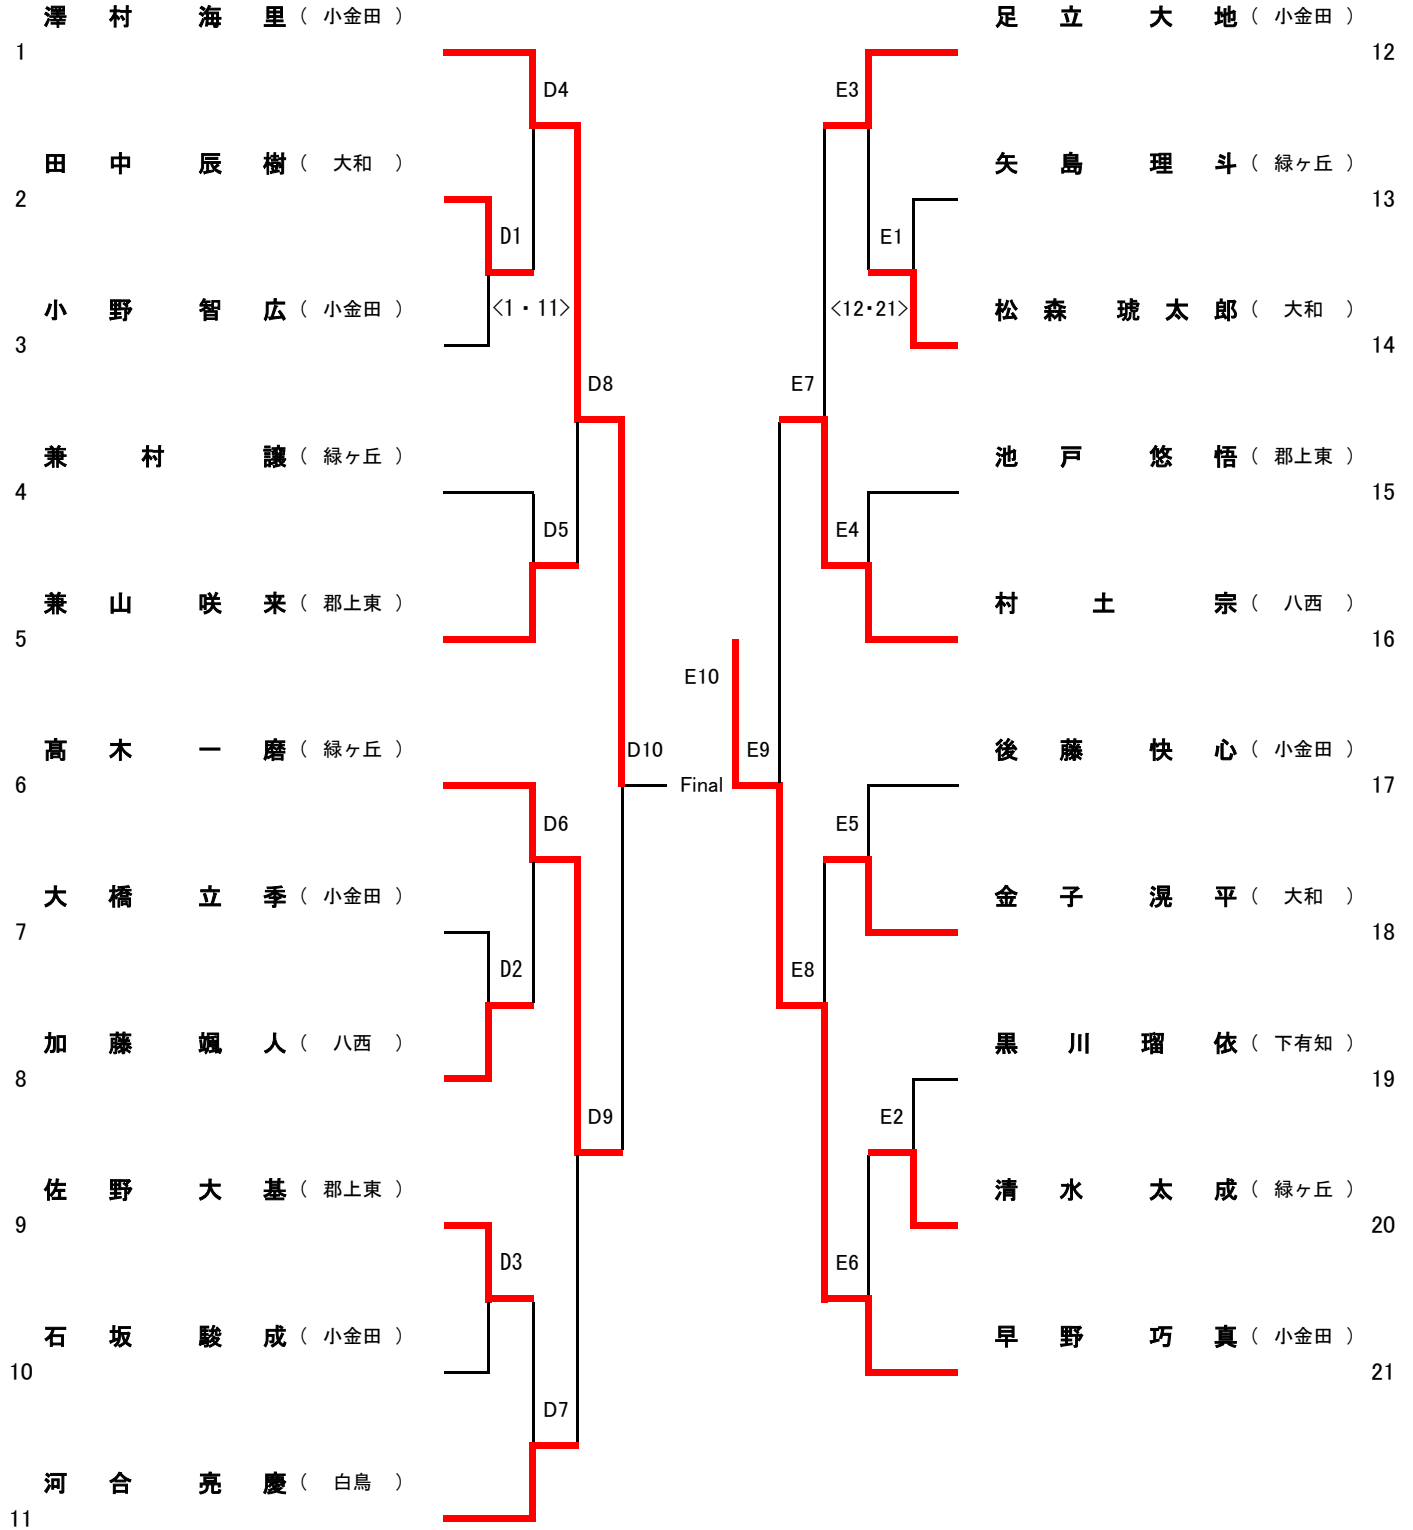 澤村 海里 （ 小金田 ）
1
D4
田中 辰樹 （ 大和 ）
2
D1
小野 智広 （ 小金田 ）
<1・11>
3
D8
兼村 譲 （ 緑ヶ丘 ）
4
D5
兼山 咲来 （ 郡上東 ）
5
髙木 一磨 （ 緑ヶ丘 ）
D10
6
D6
大橋 立季 （ 小金田 ）
7
D2
加藤 颯人 （ 八西 ）
8
D9
佐野 大基 （ 郡上東 ）
9
D3
石坂 駿成 （ 小金田 ）
10
D7
河合 亮慶 （ 白鳥 ）
11
E10
Final
足立 大地 （ 小金田 ）
12
E3
矢島 理斗 （ 緑ヶ丘 ）
13
E1
<12・21>
松森 琥太郎 （ 大和 ）
14
E7
池戸 悠悟 （ 郡上東 ）
15
E4
村土 宗 （ 八西 ）
16
E9
後藤 快心 （ 小金田 ）
17
E5
金子 滉平 （ 大和 ）
18
E8
黒川 瑠依 （ 下有知 ）
19
E2
清水 太成 （ 緑ヶ丘 ）
20
E6
早野 巧真 （ 小金田 ）
21